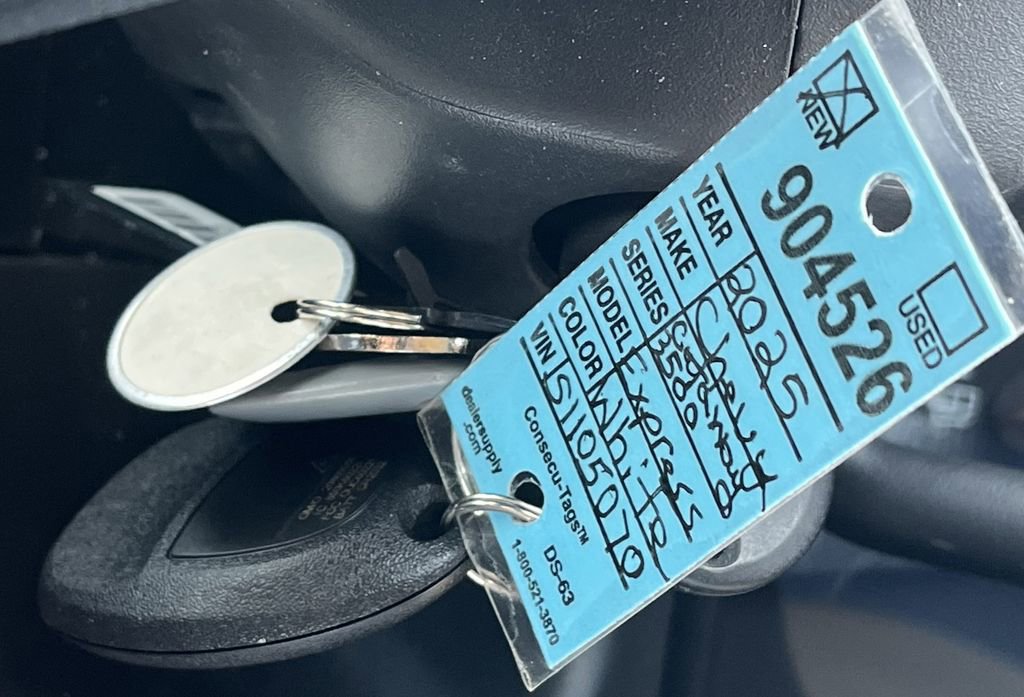 NEW
USED
904526
YEAR 2025
MAKE Chevy
SERIES 3500
MODEL Express
COLOR White
VIN S1105070
Consecu-Tags™ DS-63
dealersupply
.com
1-800-521-3870